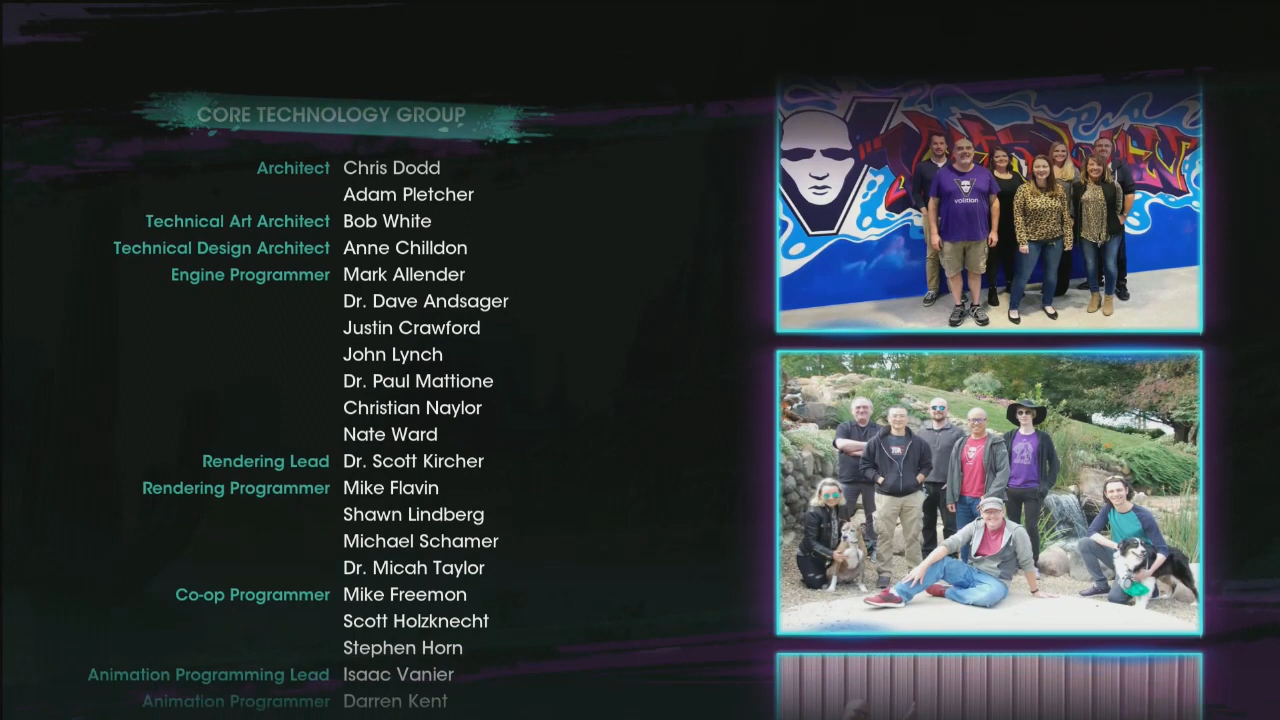 CORE TECHNOLOGY GROUP
Architect Chris Dodd
Adam Pletcher
Technical Art Architect Bob White
Technical Design Architect Anne Chilldon
Engine Programmer Mark Allender
Dr. Dave Andsager
Justin Crawford
John Lynch
Dr. Paul Mattione
Christian Naylor
Nate Ward
Rendering Lead Dr. Scott Kircher
Rendering Programmer Mike Flavin
Shawn Lindberg
Michael Schamer
Dr. Micah Taylor
Co-op Programmer Mike Freemon
Scott Holzknecht
Stephen Horn
Animation Programming Lead Isaac Vanier
Animation Programmer Darren Kent
volition